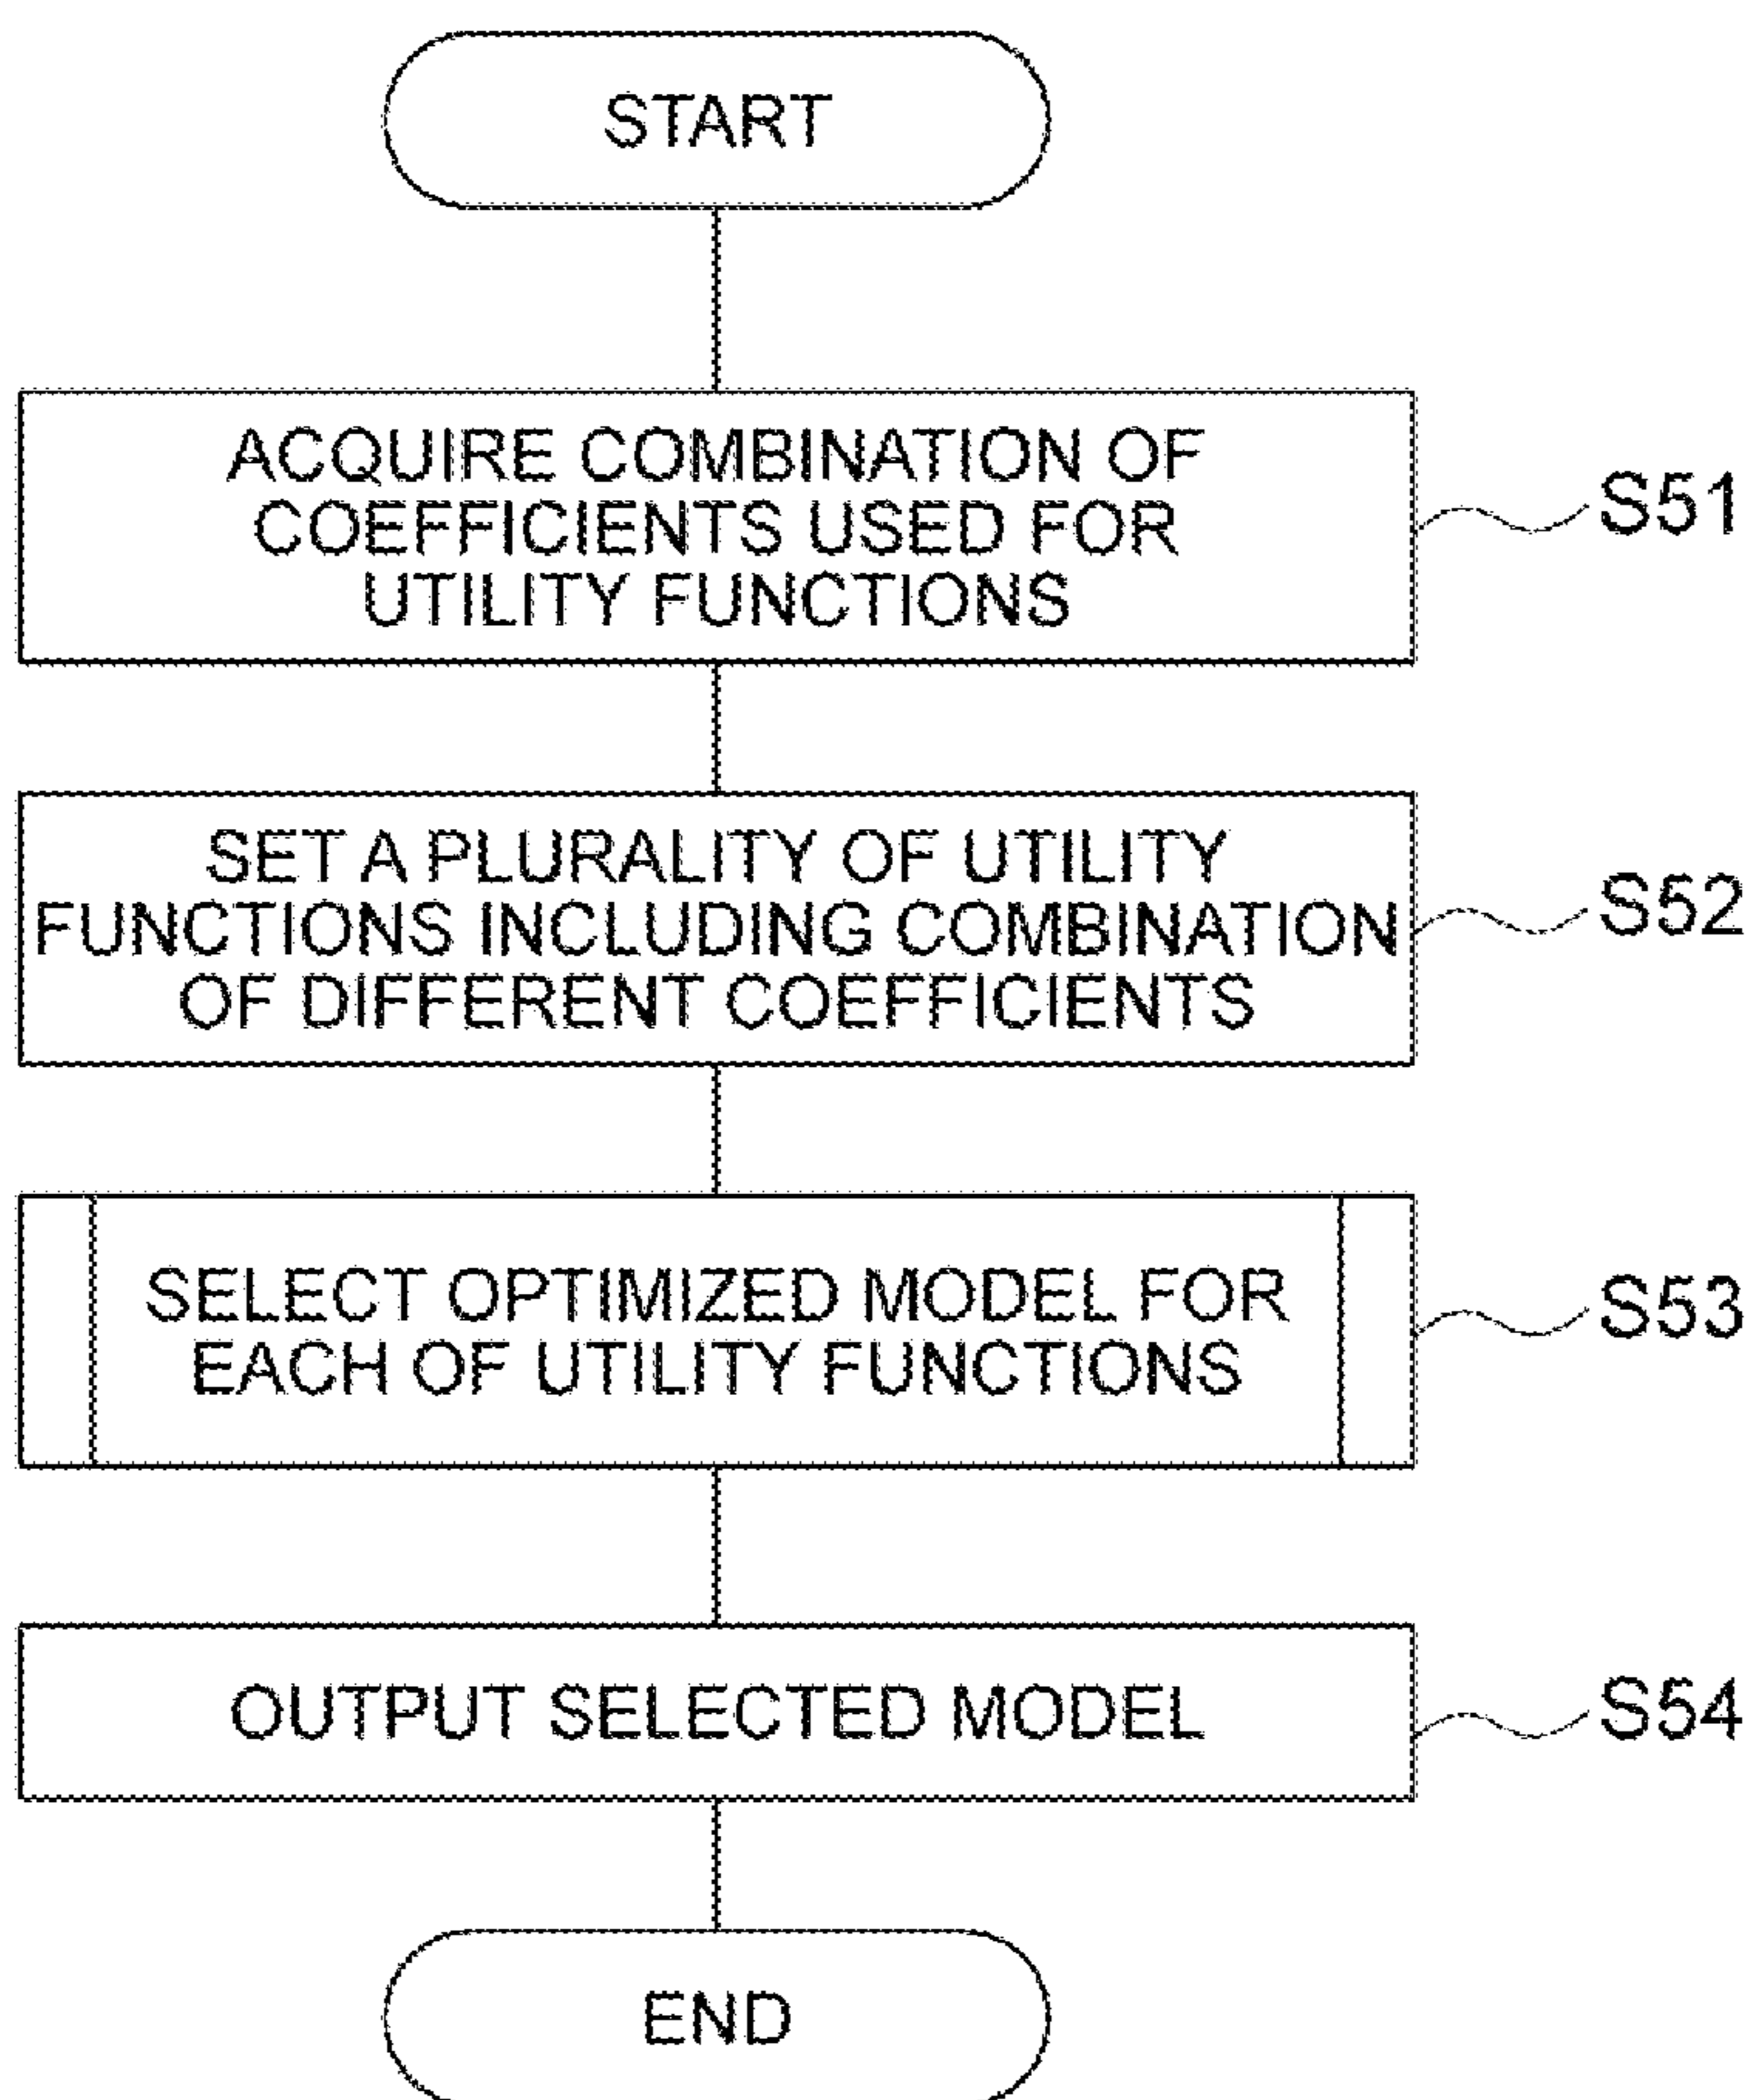 START
ACQUIRE COMBINATION OF
COEFFICIENTS USED FOR
UTILITY FUNCTIONS
S51
SET A PLURALITY OF UTILITY
FUNCTIONS INCLUDING COMBINATION
OF DIFFERENT COEFFICIENTS
S52
SELECT OPTIMIZED MODEL FOR
EACH OF UTILITY FUNCTIONS
S53
OUTPUT SELECTED MODEL
S54
END